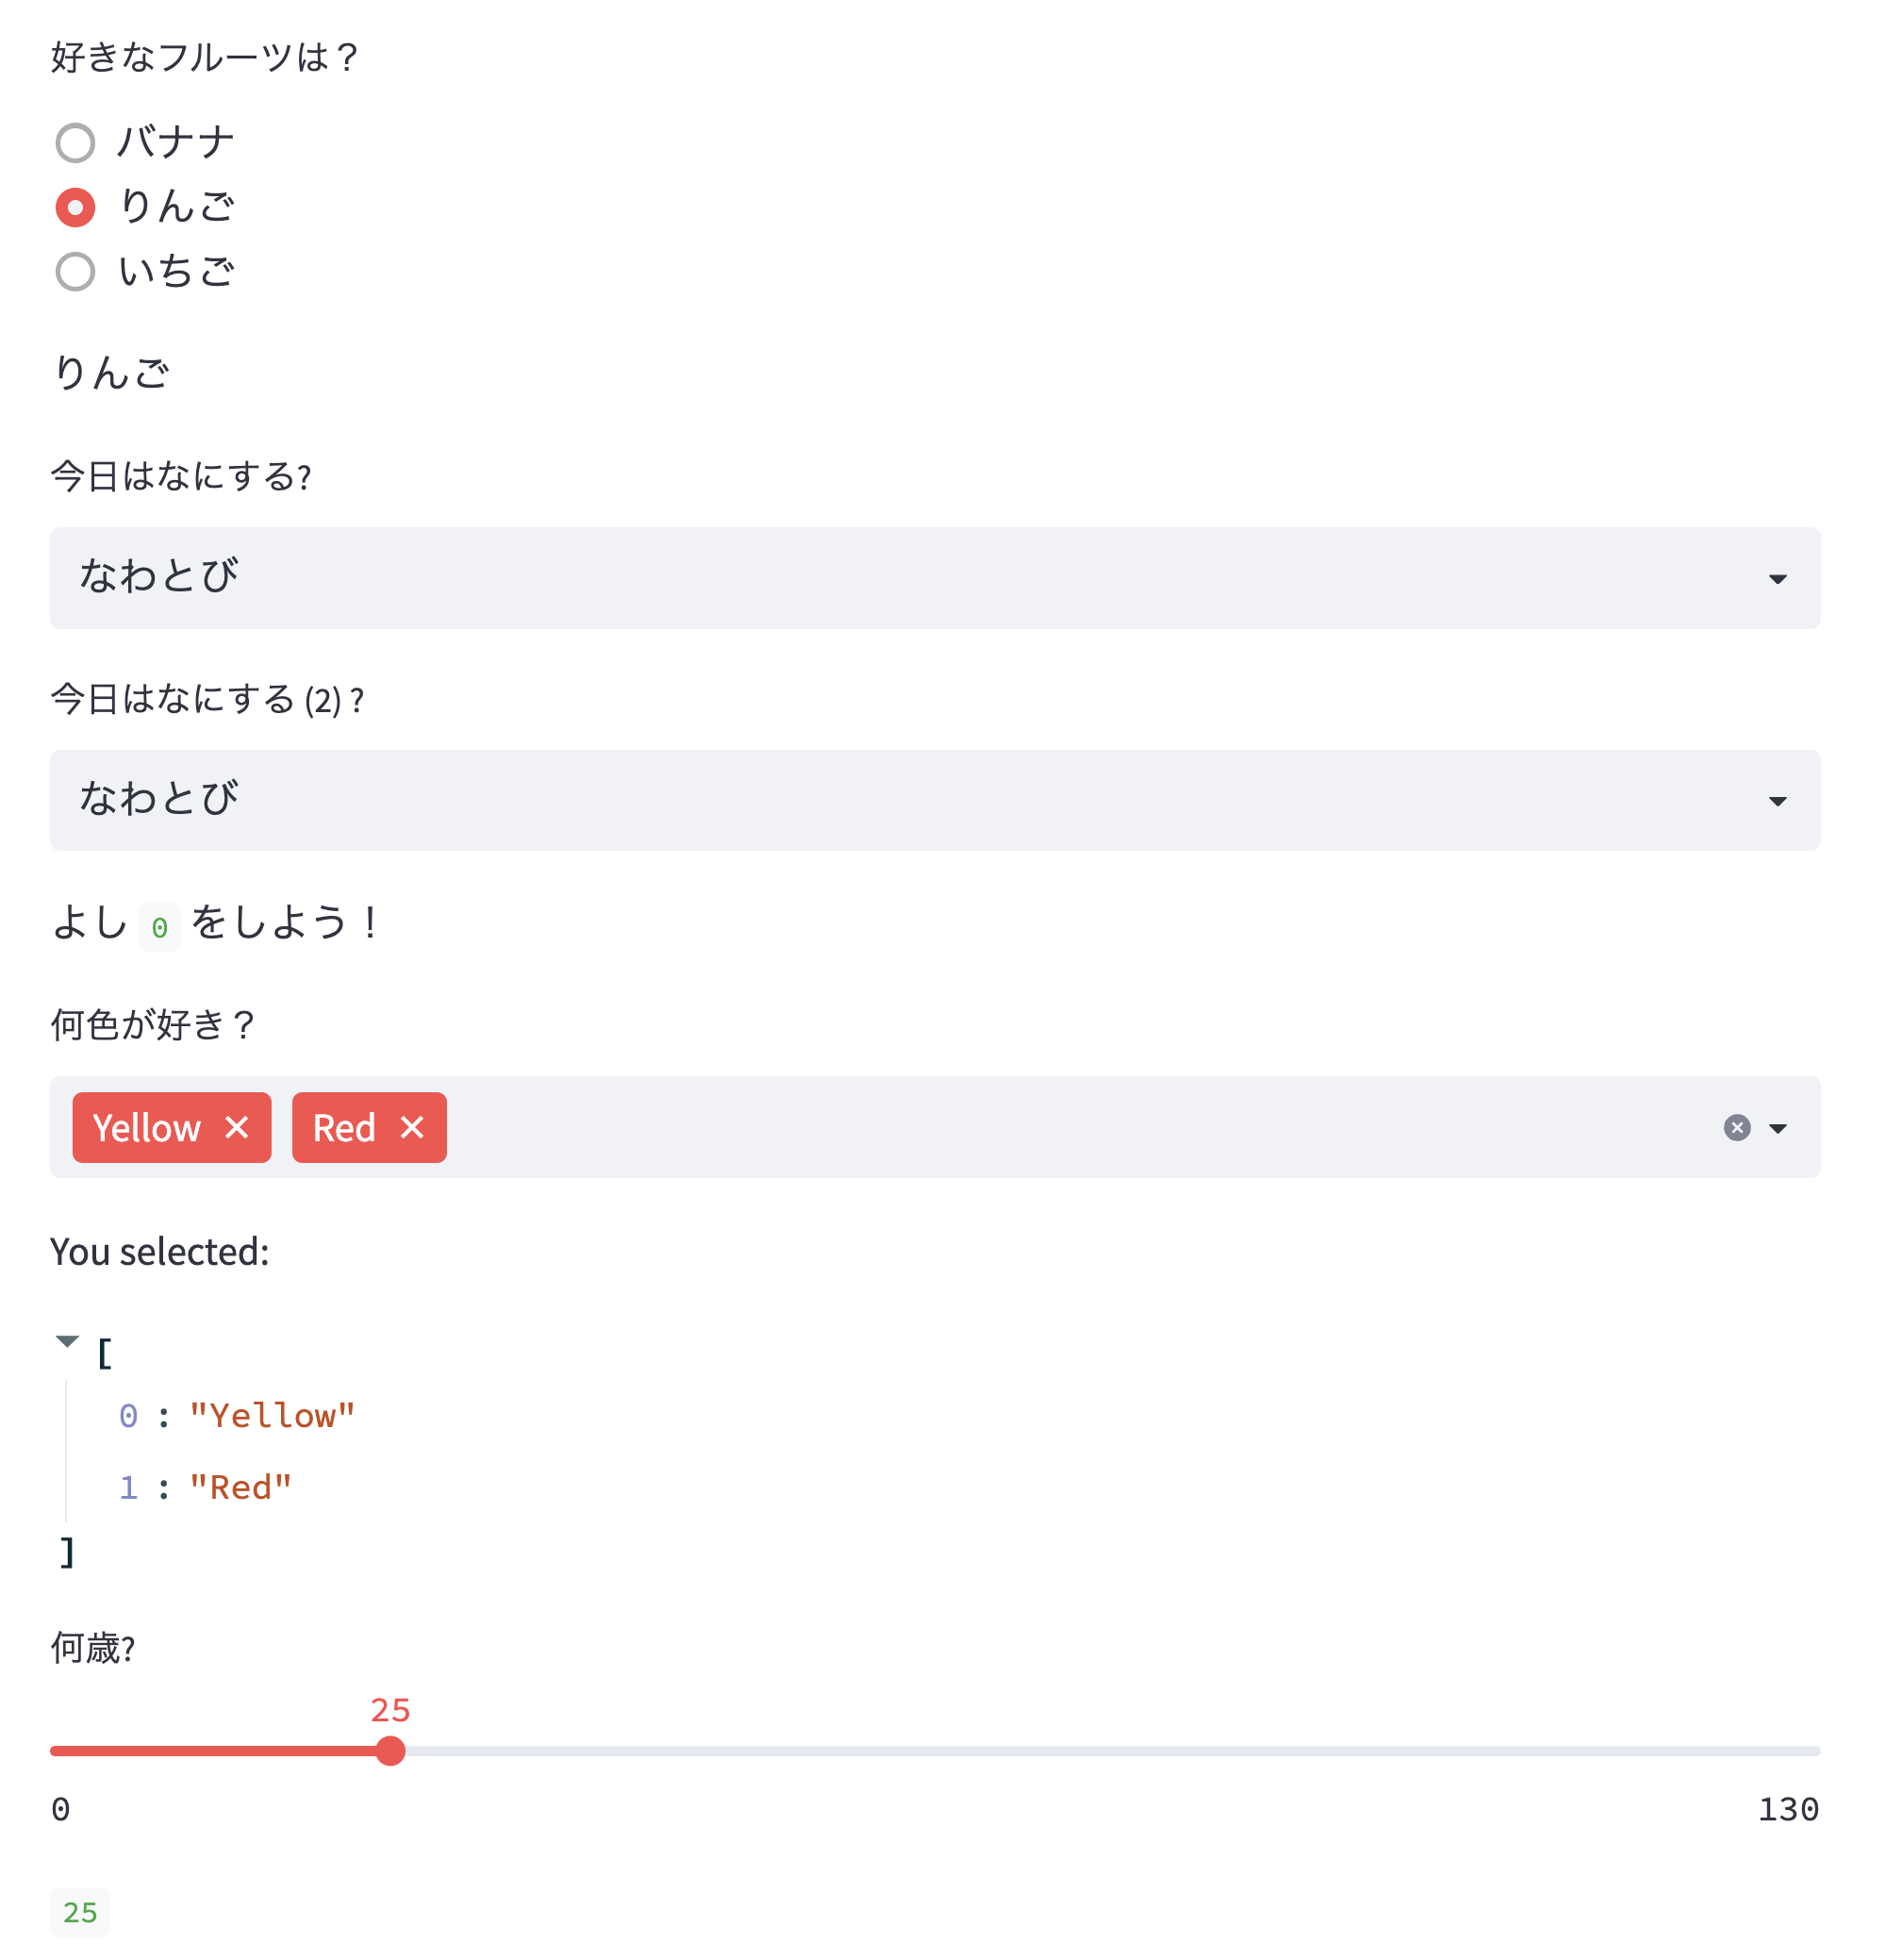 好きなフルーツは？
バナナ
りんご
いちご
りんご
今日はなにする?
なわとび
今日はなにする (2) ?
なわとび
よし 0 をしよう！
何色が好き？
Yellow ✕ Red ✕
You selected:
[
0 : "Yellow"
1 : "Red"
]
何歳?
25
0 130
25